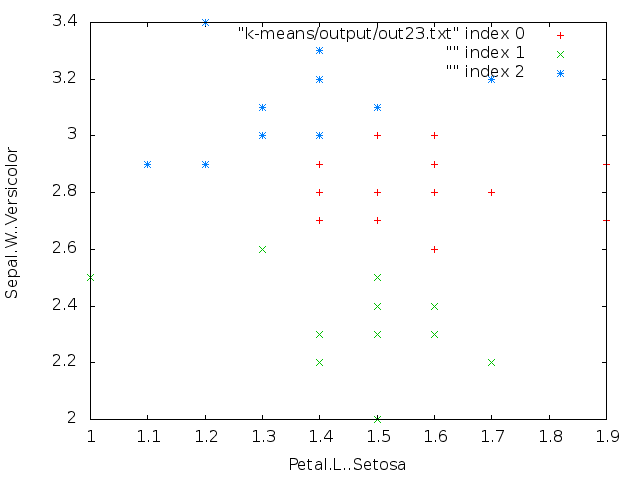 "k-means/output/out23.txt" index 0
"" index 1
"" index 2
3.4
3.2
3
2.8
2.6
2.4
2.2
2
1 1.1 1.2 1.3 1.4 1.5 1.6 1.7 1.8 1.9
Sepal.W..Versicolor
Petal.L..Setosa